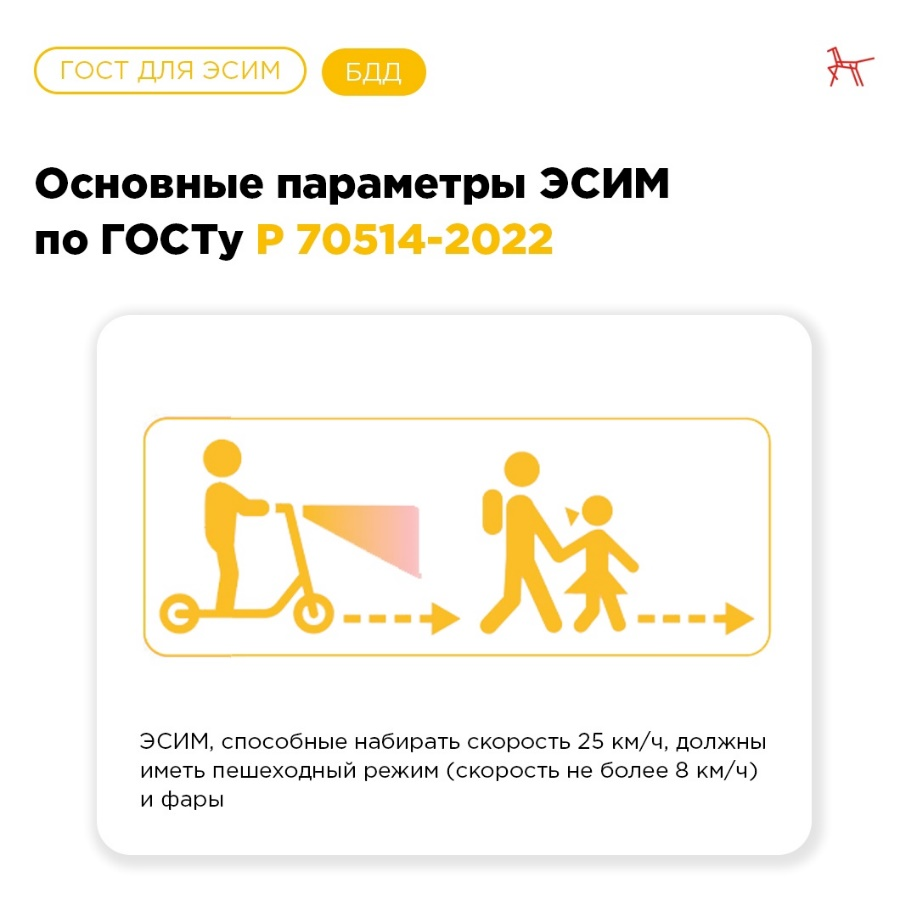 ГОСТ ДЛЯ ЭСИМ
БДД
Основные параметры ЭСИМ
по ГОСТу Р 70514-2022
ЭСИМ, способные набирать скорость 25 км/ч, должны
иметь пешеходный режим (скорость не более 8 км/ч)
и фары